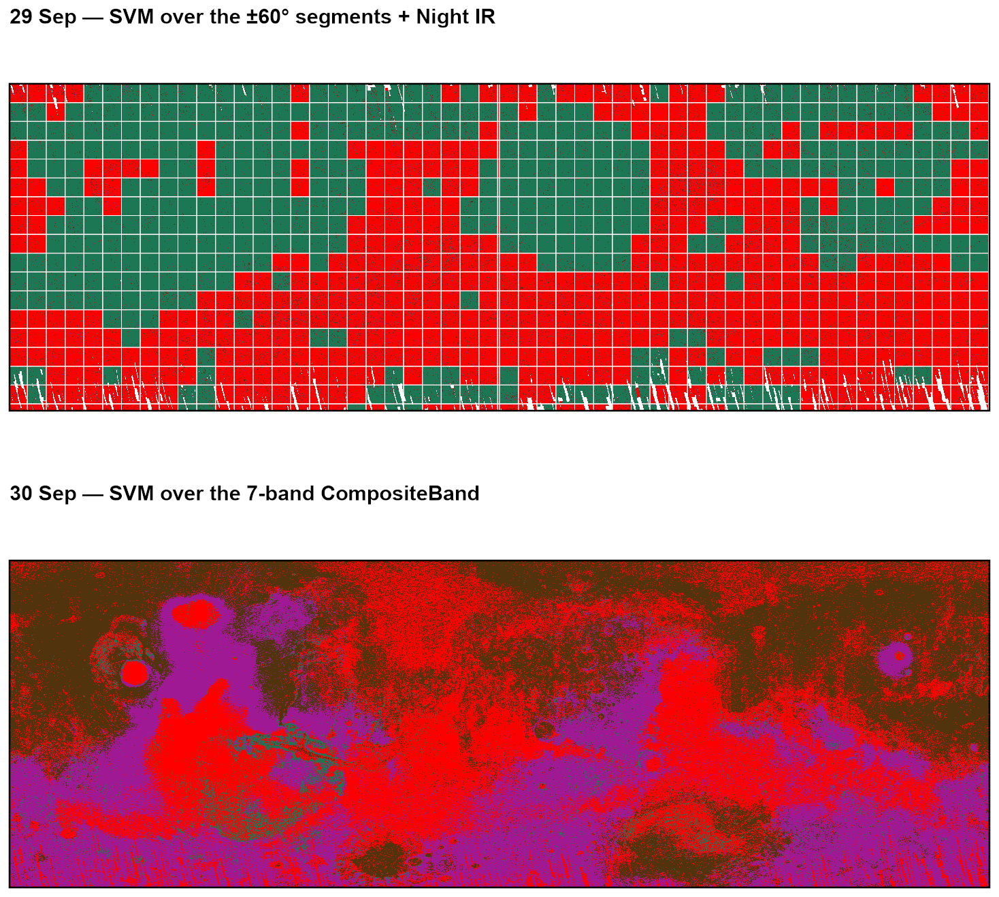 29 Sep — SVM over the ±60° segments + Night IR
30 Sep — SVM over the 7-band CompositeBand